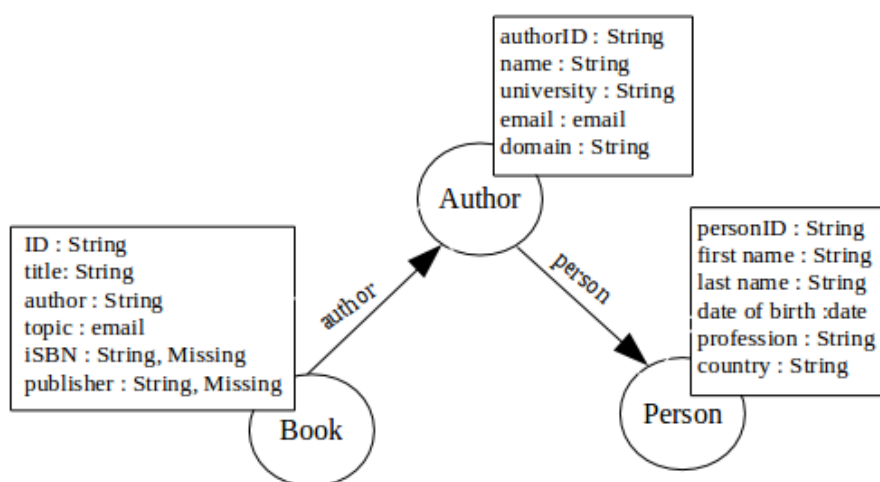 authorID : String
name : String
university : String
email : email
domain : String
Author
personID : String
first name : String
last name : String
date of birth :date
profession : String
country : String
person
ID : String
title: String
author : String
topic : email
iSBN : String, Missing
publisher : String, Missing
author
Book
Person